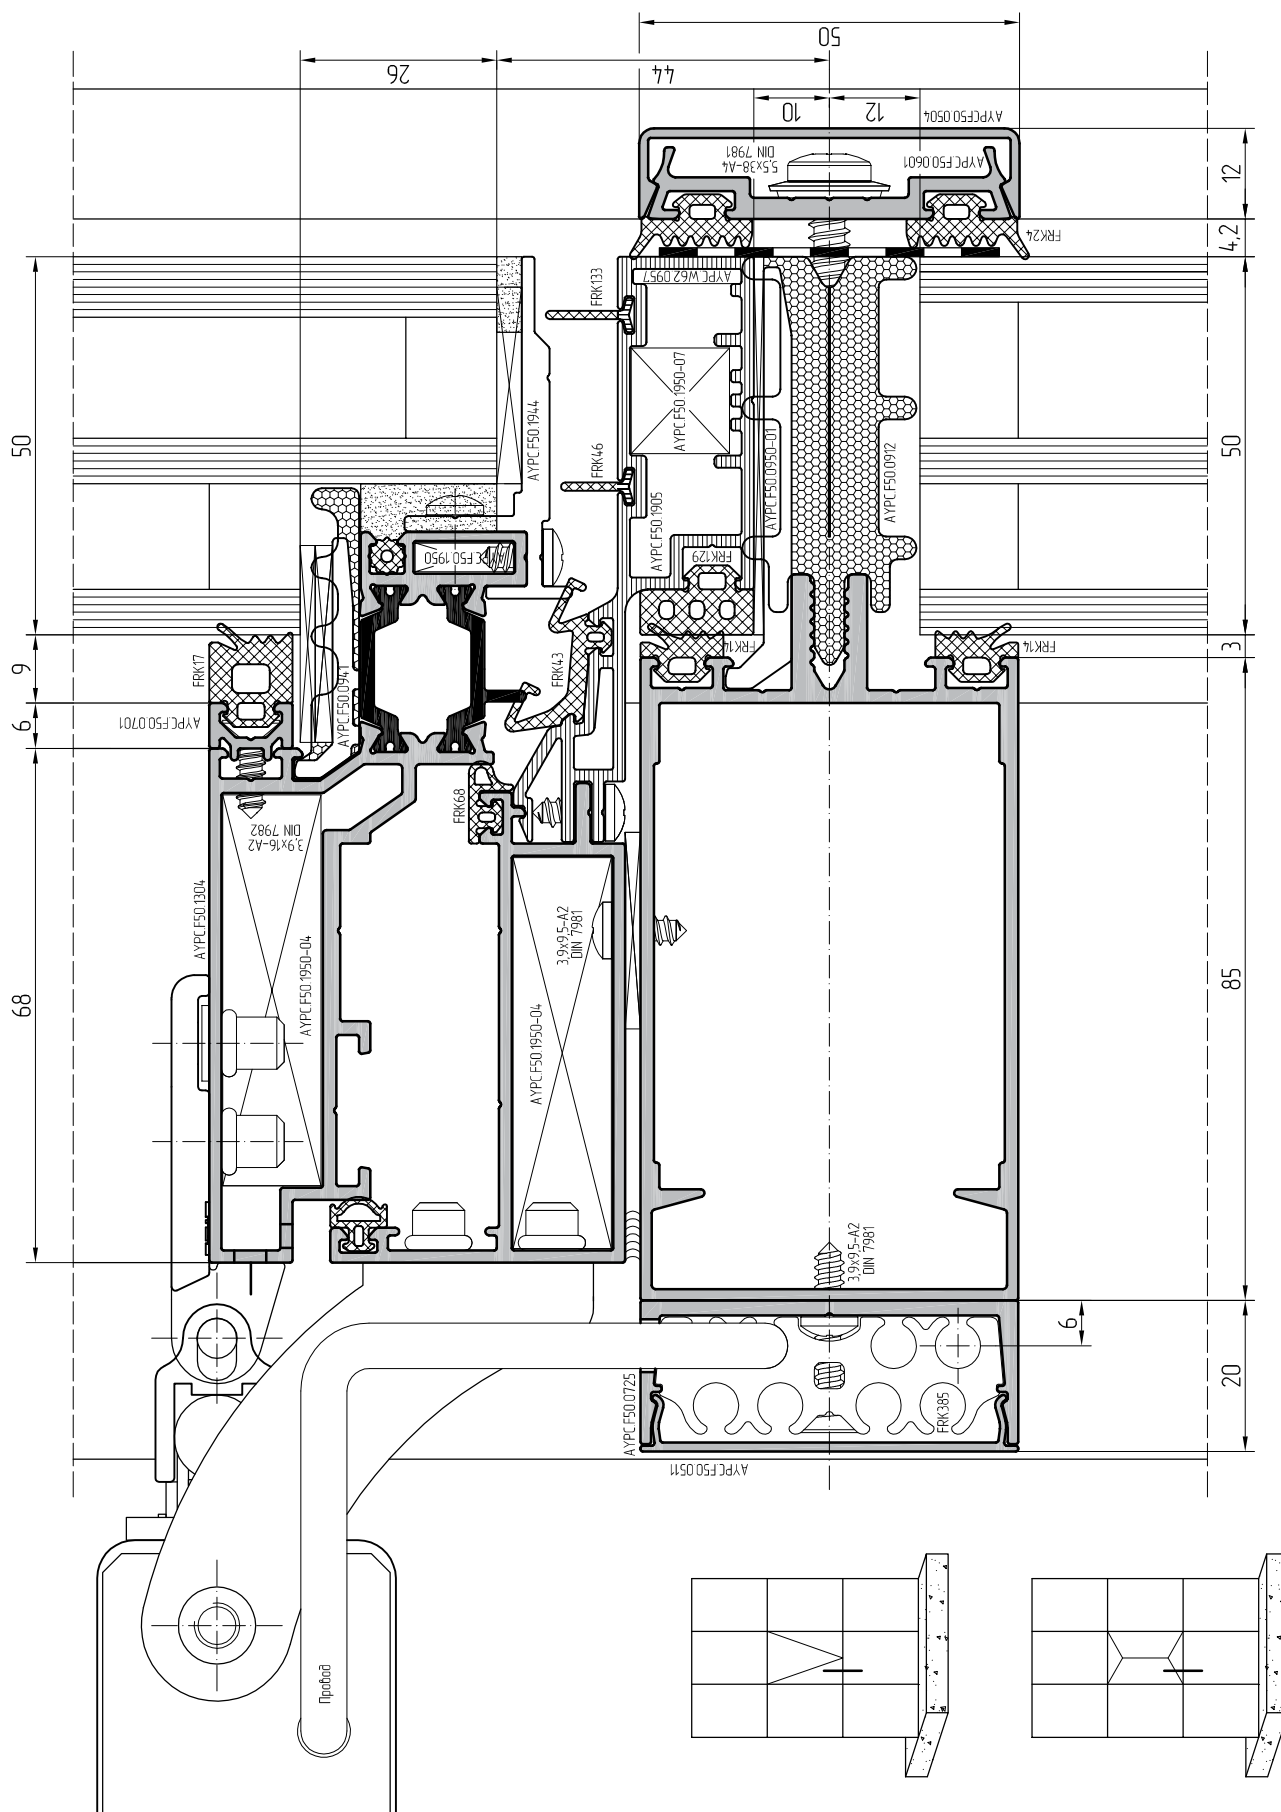 50
26
44
10
12
AYPC.F50.0504
5,5x38-A4
DIN 7981
AYPC.F50.0601
12
4,2
FRK24
AYPC.W62.0957
FRK133
AYPC.F50.1950-07
AYPC.F50.1944
FRK46
AYPC.F50.1905
AYPC.F50.0950-01
AYPC.F50.0912
50
50
AYPC.F50.1950
FRK129
FRK14
FRK14
3
9
FRK17
FRK43
AYPC.F50.0941
6
AYPC.F50.0701
FRK68
3,9x16-A2
DIN 7982
AYPC.F50.1304
AYPC.F50.1950-04
3,9x9,5-A2
DIN 7981
AYPC.F50.1950-04
68
85
3,9x9,5-A2
DIN 7981
6
20
AYPC.F50.0725
FRK385
AYPC.F50.0511
Провод